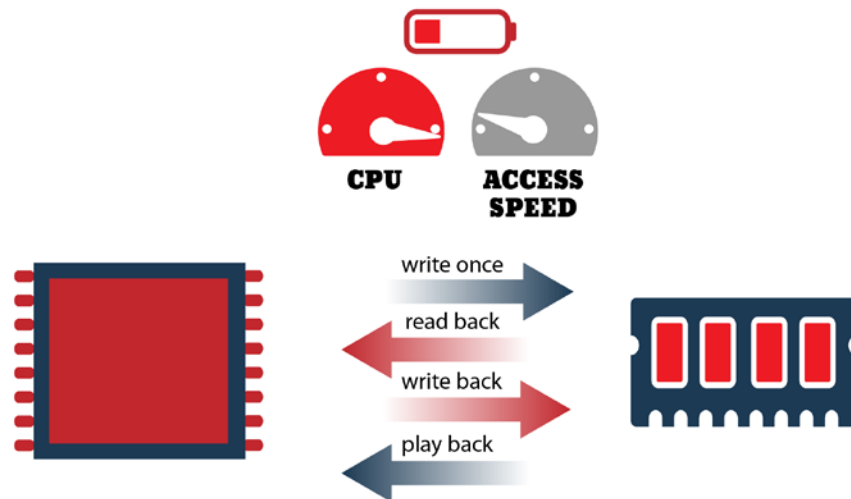 CPU
ACCESS
SPEED
write once
read back
write back
play back